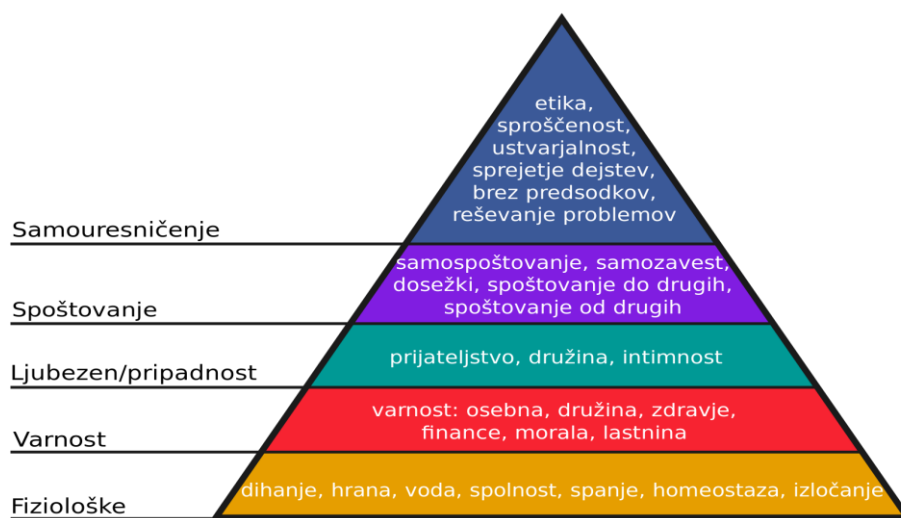 etika,
sproščenost,
ustvarjalnost,
sprejetje dejstev,
brez predsodkov,
reševanje problemov
Samouresničenje
samospoštovanje, samozavest,
dosežki, spoštovanje do drugih,
spoštovanje od drugih
Spoštovanje
prijateljstvo, družina, intimnost
Ljubezen/pripadnost
varnost: osebna, družina, zdravje,
finance, morala, lastnina
Varnost
dihanje, hrana, voda, spolnost, spanje, homeostaza, izločanje
Fiziološke